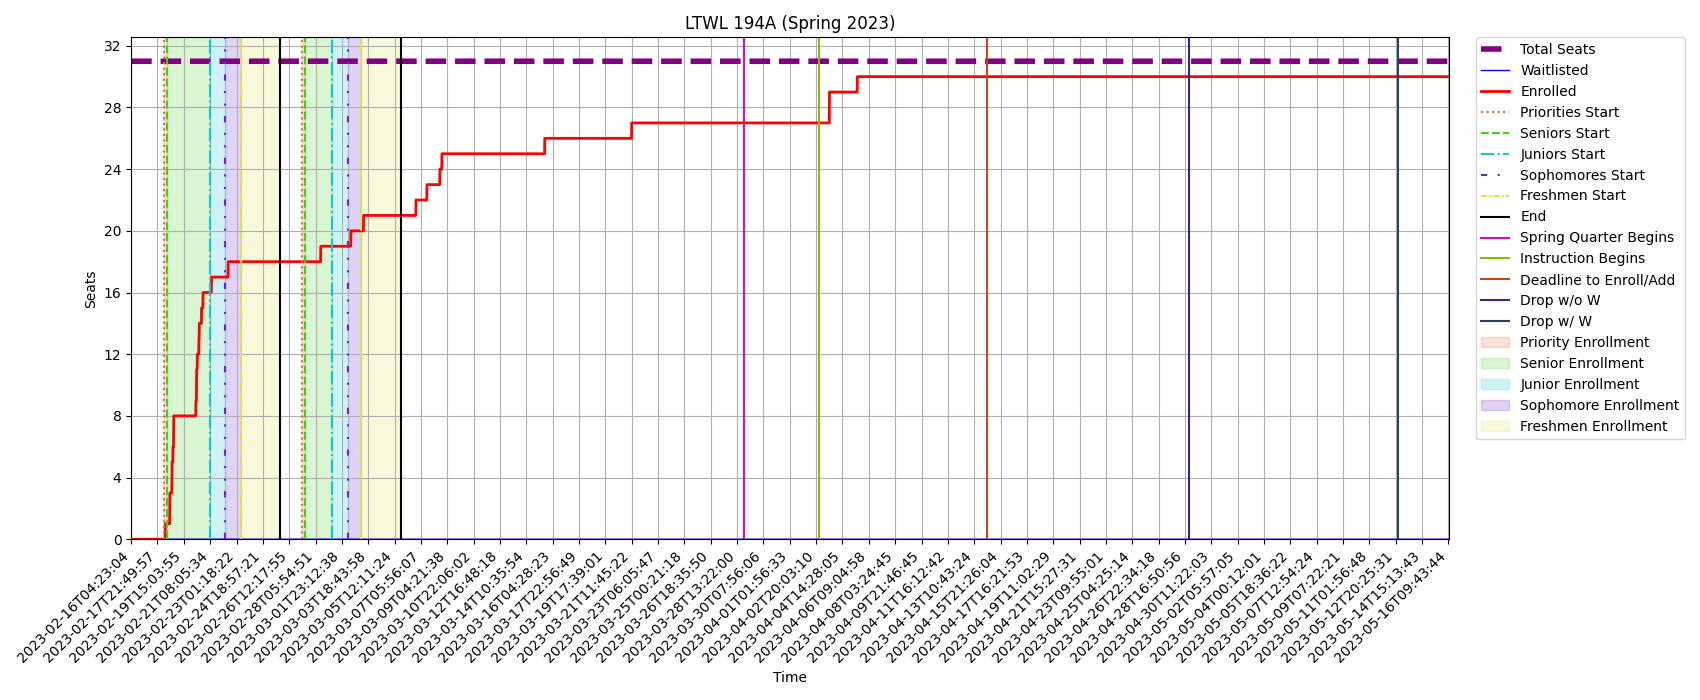 LTWL 194A (Spring 2023)
Seats
32
28
24
20
16
12
8
4
0
2023-02-16T04:23:04
2023-02-17T21:49:57
2023-02-19T15:03:55
2023-02-21T08:05:34
2023-02-23T01:18:22
2023-02-24T18:57:21
2023-02-26T12:17:55
2023-02-28T05:54:51
2023-03-01T23:12:38
2023-03-03T18:43:58
2023-03-05T12:11:24
2023-03-07T05:56:07
2023-03-09T04:21:38
2023-03-10T22:06:02
2023-03-12T16:48:18
2023-03-14T10:35:54
2023-03-16T04:28:23
2023-03-17T22:56:49
2023-03-19T17:39:01
2023-03-21T11:45:22
2023-03-23T06:05:47
2023-03-25T00:21:18
2023-03-26T18:35:50
2023-03-28T13:22:00
2023-03-30T07:56:06
2023-04-01T01:56:33
2023-04-02T20:03:10
2023-04-04T14:28:05
2023-04-06T09:04:58
2023-04-08T03:24:45
2023-04-09T21:46:45
2023-04-11T16:12:42
2023-04-13T10:43:24
2023-04-15T21:26:04
2023-04-17T16:21:53
2023-04-19T11:02:29
2023-04-21T15:27:31
2023-04-23T09:55:01
2023-04-25T04:25:14
2023-04-26T22:34:18
2023-04-28T16:50:56
2023-04-30T11:22:03
2023-05-02T05:57:05
2023-05-04T00:12:01
2023-05-05T18:36:22
2023-05-07T12:54:24
2023-05-09T07:22:21
2023-05-11T01:56:48
2023-05-12T20:25:31
2023-05-14T15:13:43
2023-05-16T09:43:44
Time
Total Seats
Waitlisted
Enrolled
Priorities Start
Seniors Start
Juniors Start
Sophomores Start
Freshmen Start
End
Spring Quarter Begins
Instruction Begins
Deadline to Enroll/Add
Drop w/o W
Drop w/ W
Priority Enrollment
Senior Enrollment
Junior Enrollment
Sophomore Enrollment
Freshmen Enrollment